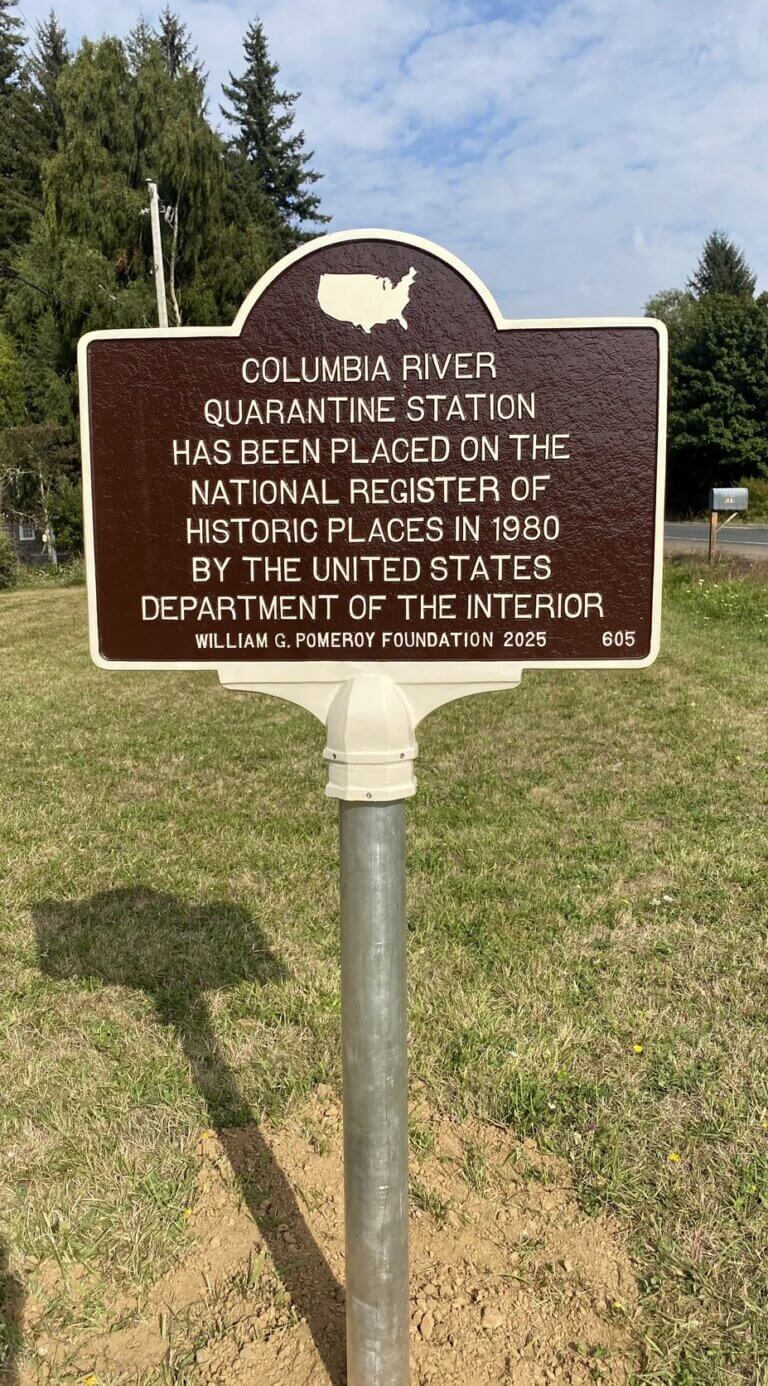 COLUMBIA RIVER
QUARANTINE STATION
HAS BEEN PLACED ON THE
NATIONAL REGISTER OF
HISTORIC PLACES IN 1980
BY THE UNITED STATES
DEPARTMENT OF THE INTERIOR
WILLIAM G. POMEROY FOUNDATION 2025 605